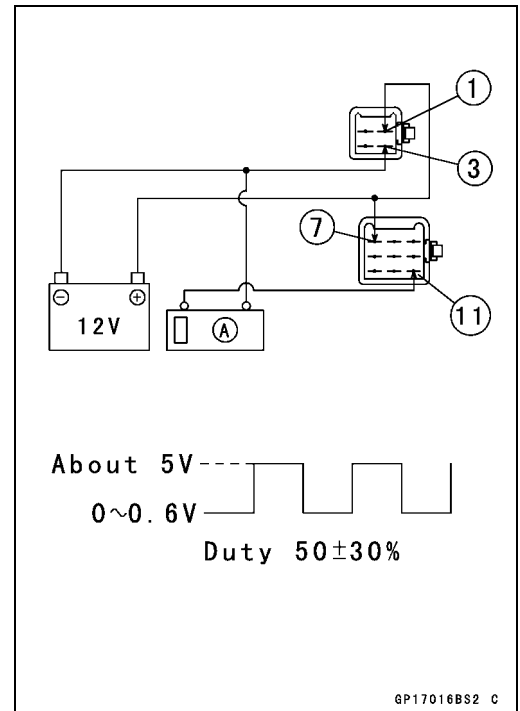 1
3
7
11
⊖ ⊕
12V
A
About 5V
0~0.6V
Duty 50±30%
GP17016BS2 C